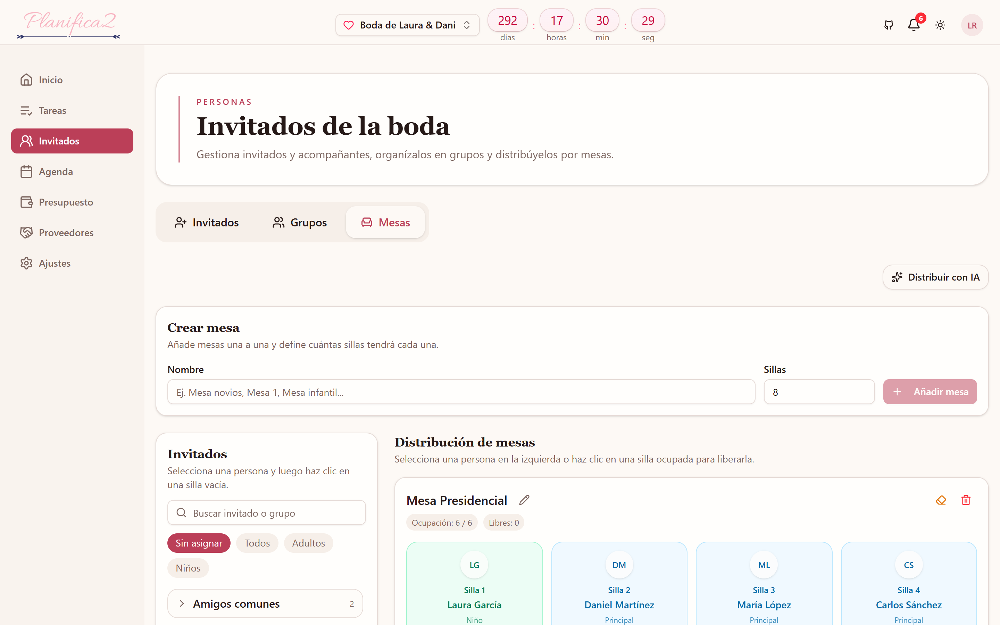 Planifica2
Boda de Laura & Dani
292 : 17 : 30 : 29
días horas min seg
6
LR
Inicio
Tareas
Invitados
Agenda
Presupuesto
Proveedores
Ajustes
PERSONAS
Invitados de la boda
Gestiona invitados y acompañantes, organízalos en grupos y distribúyelos por mesas.
Invitados
Grupos
Mesas
Distribuir con IA
Crear mesa
Añade mesas una a una y define cuántas sillas tendrá cada una.
Nombre
Sillas
Ej. Mesa novios, Mesa 1, Mesa infantil...
8
Añadir mesa
Invitados
Selecciona una persona y luego haz clic en
una silla vacía.
Buscar invitado o grupo
Sin asignar
Todos
Adultos
Niños
Amigos comunes
2
Distribución de mesas
Selecciona una persona en la izquierda o haz clic en una silla ocupada para liberarla.
Mesa Presidencial
Ocupación: 6 / 6
Libres: 0
LG
Silla 1
Laura García
Niño
DM
Silla 2
Daniel Martínez
Principal
ML
Silla 3
María López
Principal
CS
Silla 4
Carlos Sánchez
Principal